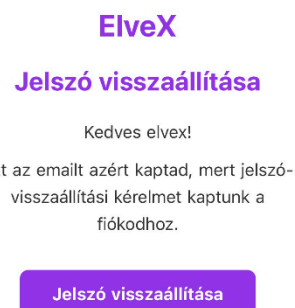 ElveX
Jelszó visszaállítása
Kedves elvex!
t az emailt azért kaptad, mert jelszó-
visszaállítási kérelmet kaptunk a
fiókodhoz.
Jelszó visszaállítása